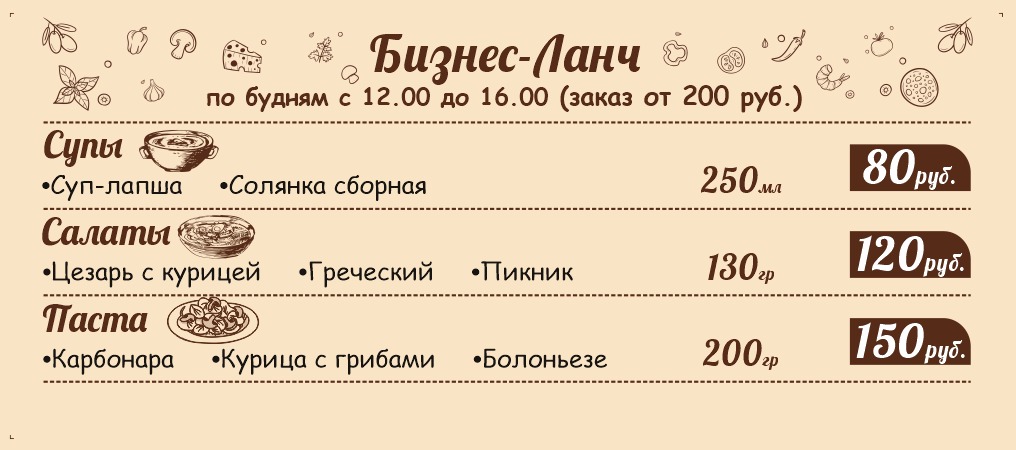 Бизнес-Ланч
по будням с 12.00 до 16.00 (заказ от 200 руб.)
Супы
•Суп-лапша •Солянка сборная 250мл 80руб.
Салаты
•Цезарь с курицей •Греческий •Пикник 130гр 120руб.
Паста
•Карбонара •Курица с грибами •Болоньезе 200гр 150руб.